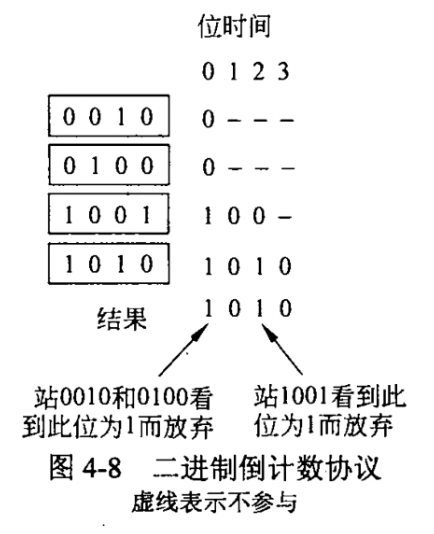 位时间
0 1 2 3
0 0 1 0 0 – – –
0 1 0 0 0 – – –
1 0 0 1 1 0 0 –
1 0 1 0 1 0 1 0
结果 1 0 1 0
站0010和0100看 站1001看到此
到此位为1而放弃 位为1而放弃
图 4-8 二进制倒计数协议
虚线表示不参与